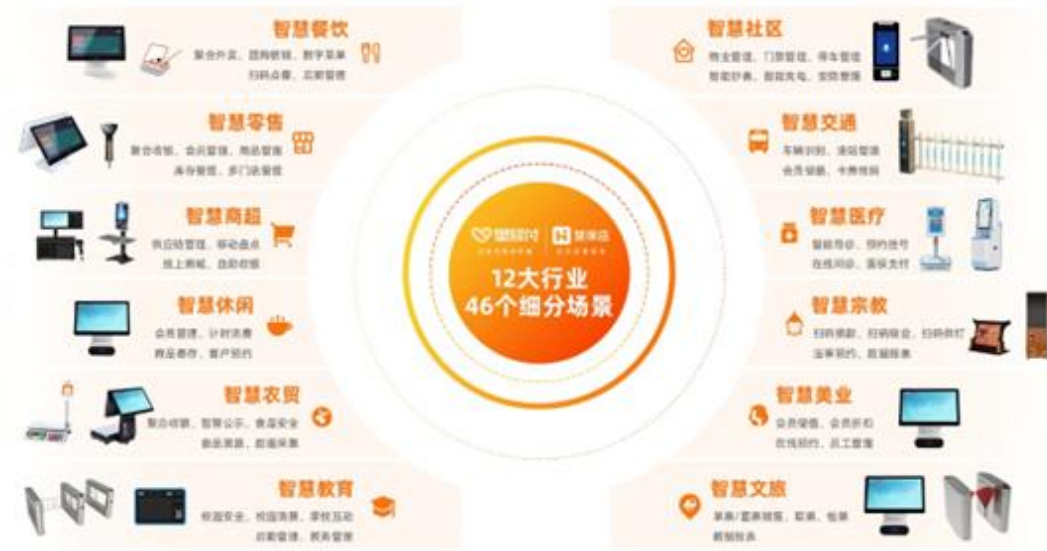 智慧餐饮
聚合外卖、团购核销、数字菜单
扫码点餐、后厨管理
智慧零售
聚合收银、会员管理、商品管理
库存管理、多门店管理
智慧商超
供应链管理、移动盘点
线上商城、自助收银
智慧休闲
会员管理、计时消费
商品寄存、客户预约
智慧农贸
聚合收银、智慧公示、食品安全
商品溯源、数据采集
智慧教育
校园安全、校园消费、家校互动
后勤管理、教务管理
12大行业
46个细分场景
智慧社区
物业管理、门禁管理、停车管理
智能抄表、智能充电、安防管理
智慧交通
车辆识别、场站管理
会员储值、卡券核销
智慧医疗
智能导诊、预约挂号
在线问诊、医保支付
智慧宗教
扫码捐款、扫码结业、扫码供灯
法事预约、数据报表
智慧美业
会员储值、会员折扣
在线预约、员工管理
智慧文旅
单票/套票销售、取票、检票
数据报表